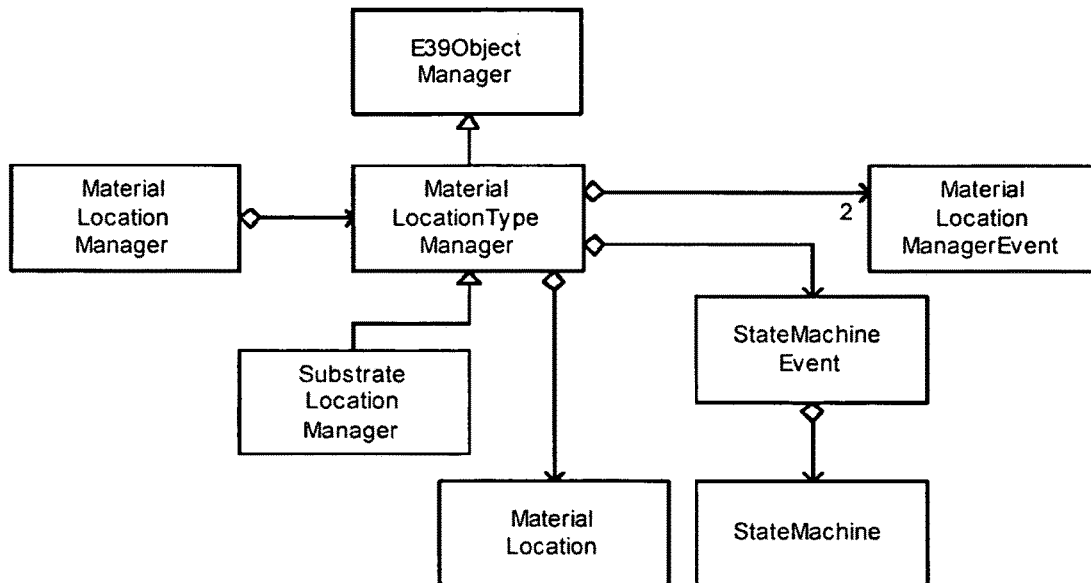 E39Object
Manager
Material
Location
Manager
Material
LocationType
Manager
2
Material
Location
ManagerEvent
StateMachine
Event
Substrate
Location
Manager
Material
Location
StateMachine